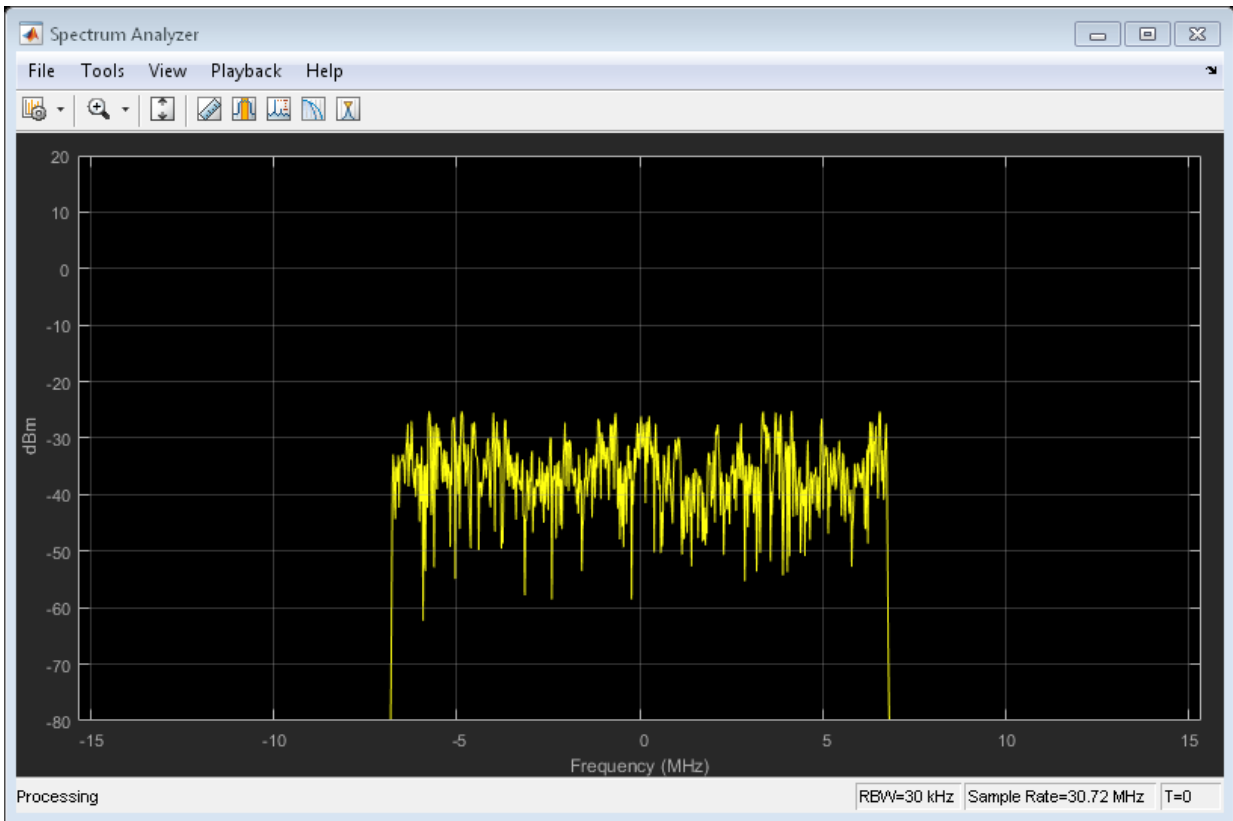 Spectrum Analyzer
File Tools View Playback Help
20
10
0
-10
-20
-30
-40
-50
-60
-70
-80
dBm
-15 -10 -5 0 5 10 15
Frequency (MHz)
Processing RBW=30 kHz Sample Rate=30.72 MHz T=0